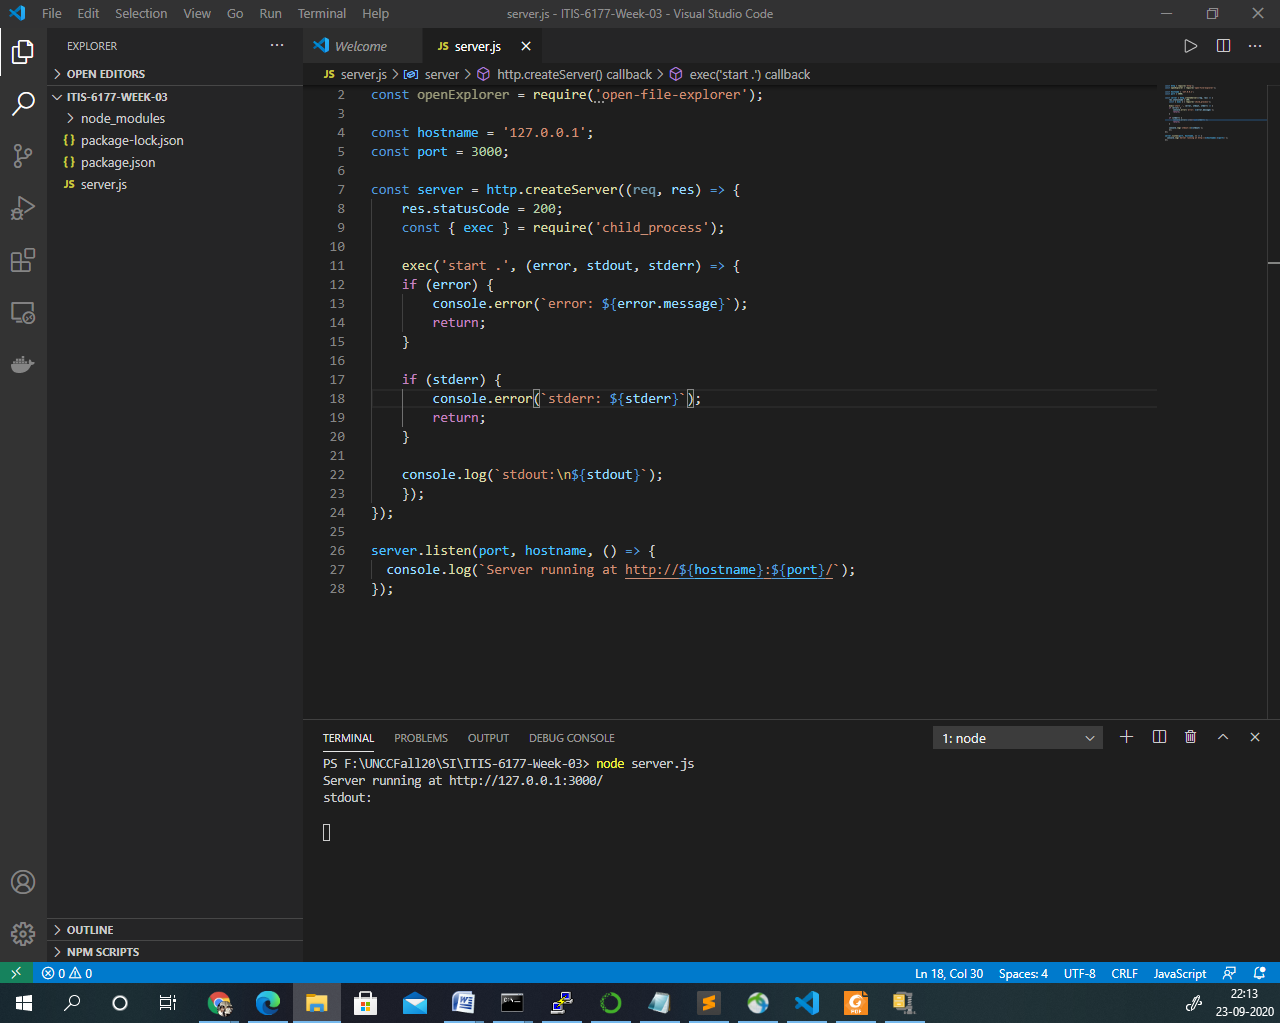 File Edit Selection View Go Run Terminal Help
server.js - ITIS-6177-Week-03 - Visual Studio Code
EXPLORER
OPEN EDITORS
ITIS-6177-WEEK-03
node_modules
{} package-lock.json
{} package.json
JS server.js
OUTLINE
NPM SCRIPTS
Welcome
JS server.js
JS server.js > server > http.createServer() callback > exec('start .') callback
2 const openExplorer = require('open-file-explorer');
3
4 const hostname = '127.0.0.1';
5 const port = 3000;
6
7 const server = http.createServer((req, res) => {
8 res.statusCode = 200;
9 const { exec } = require('child_process');
10
11 exec('start .', (error, stdout, stderr) => {
12 if (error) {
13 console.error(`error: ${error.message}`);
14 return;
15 }
16
17 if (stderr) {
18 console.error(`stderr: ${stderr}`);
19 return;
20 }
21
22 console.log(`stdout:\n${stdout}`);
23 });
24 });
25
26 server.listen(port, hostname, () => {
27 console.log(`Server running at http://${hostname}:${port}/`);
28 });
TERMINAL PROBLEMS OUTPUT DEBUG CONSOLE
1: node
PS F:\UNCCFall20\SI\ITIS-6177-Week-03> node server.js
Server running at http://127.0.0.1:3000/
stdout:
0 0
Ln 18, Col 30 Spaces: 4 UTF-8 CRLF JavaScript
22:13
23-09-2020